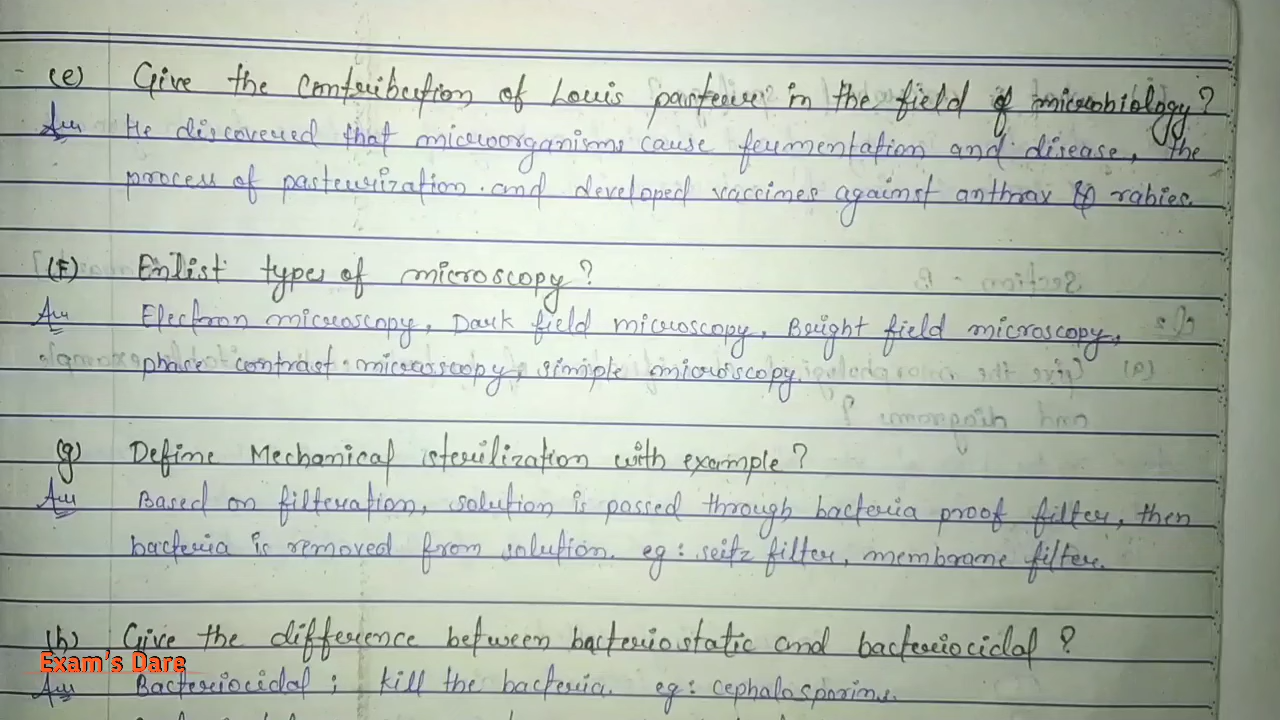 (e) Give the contribution of Louis pasteur in the field of microbiology?
Ans He discovered that microorganisms cause fermentation and disease, the
process of pasteurization and developed vaccines against anthrax & rabies.
(F) Enlist types of microscopy?
Ans Electron microscopy, Dark field microscopy, Bright field microscopy,
phase contrast microscopy, simple microscopy.
(g) Define Mechanical sterilization with example?
Ans Based on filteration, solution is passed through bacteria proof filter, then
bacteria is removed from solution. eg: seitz filter, membrane filter.
(h) Give the difference between bacteriostatic and bacteriocidal?
Exam's Dare
Ans Bacteriocidal: kill the bacteria. eg: cephalosporins.